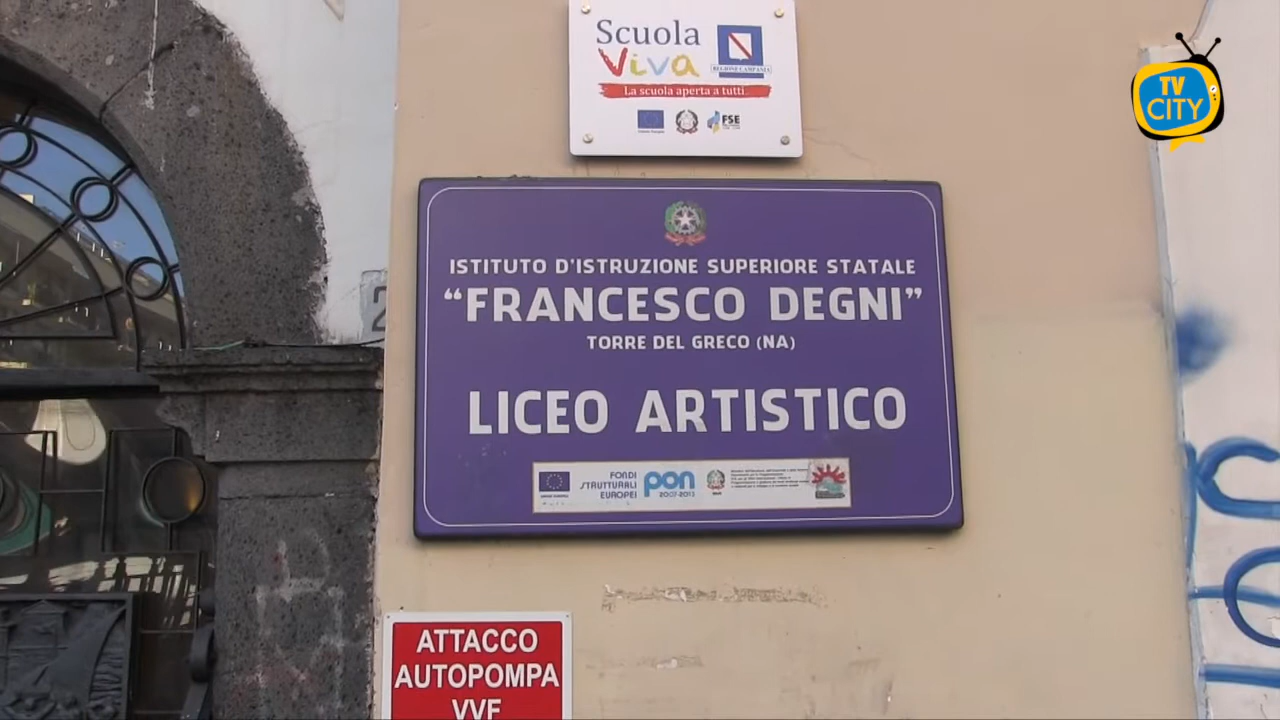 Scuola
Viva
REGIONE CAMPANIA
La scuola aperta a tutti
FSE
TV
CITY
ISTITUTO D'ISTRUZIONE SUPERIORE STATALE
“FRANCESCO DEGNI”
TORRE DEL GRECO (NA)
LICEO ARTISTICO
FONDI
STRUTTURALI
EUROPEI
pon
2007-2013
2
ATTACCO
AUTOPOMPA
VVF